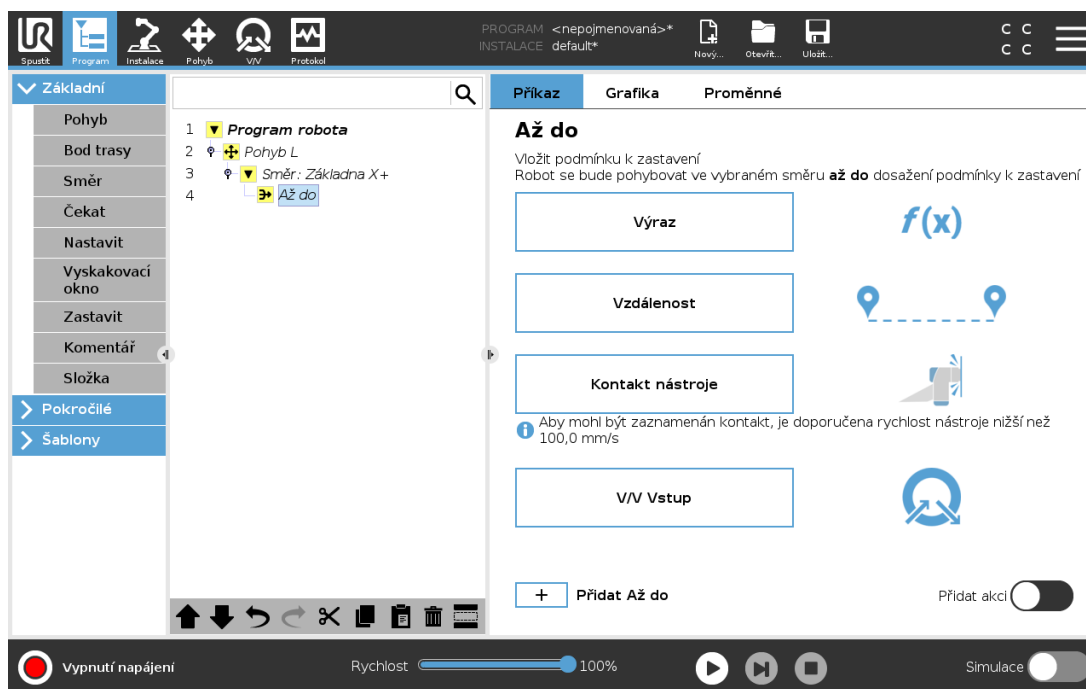 PROGRAM <nepojmenovaná>*
INSTALACE default*
Spustit Program Instalace Pohyb V/V Protokol
Nový... Otevřít... Uložit...
C C
C C
Základní
Pohyb
Bod trasy
Směr
Čekat
Nastavit
Vyskakovací
okno
Zastavit
Komentář
Složka
Pokročilé
Šablony
1 Program robota
2 Pohyb L
3 Směr: Základna X+
4 Až do
Příkaz Grafika Proměnné
Až do
Vložit podmínku k zastavení
Robot se bude pohybovat ve vybraném směru až do dosažení podmínky k zastavení
Výraz
f(x)
Vzdálenost
Kontakt nástroje
Aby mohl být zaznamenán kontakt, je doporučena rychlost nástroje nižší než
100,0 mm/s
V/V Vstup
+ Přidat Až do
Přidat akci
Vypnutí napájení
Rychlost 100%
Simulace